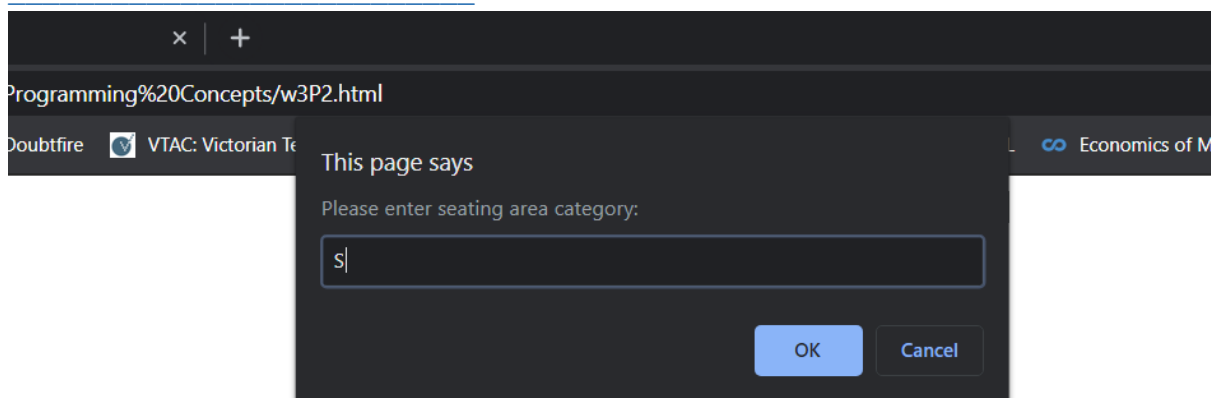 × +
Programming%20Concepts/w3P2.html
Doubtfire VTAC: Victorian Te Economics of M
This page says
Please enter seating area category:
S
OK Cancel